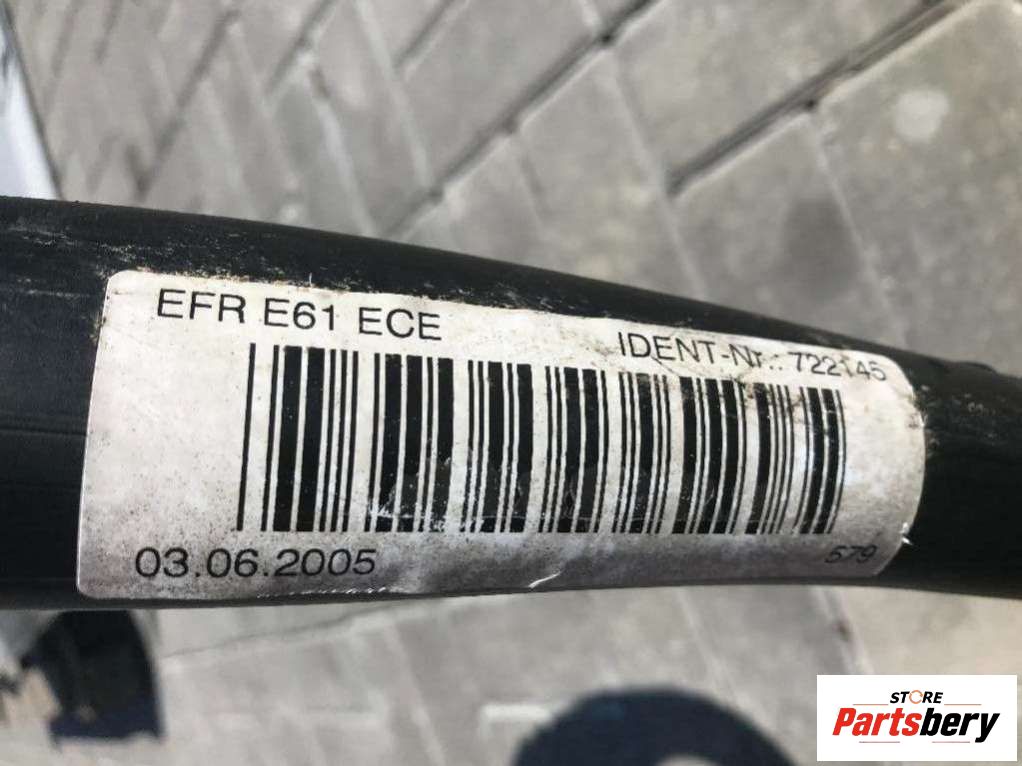 EFR E61 ECE
IDENT-Nr.: 722145
03.06.2005
579
STORE
Partsbery